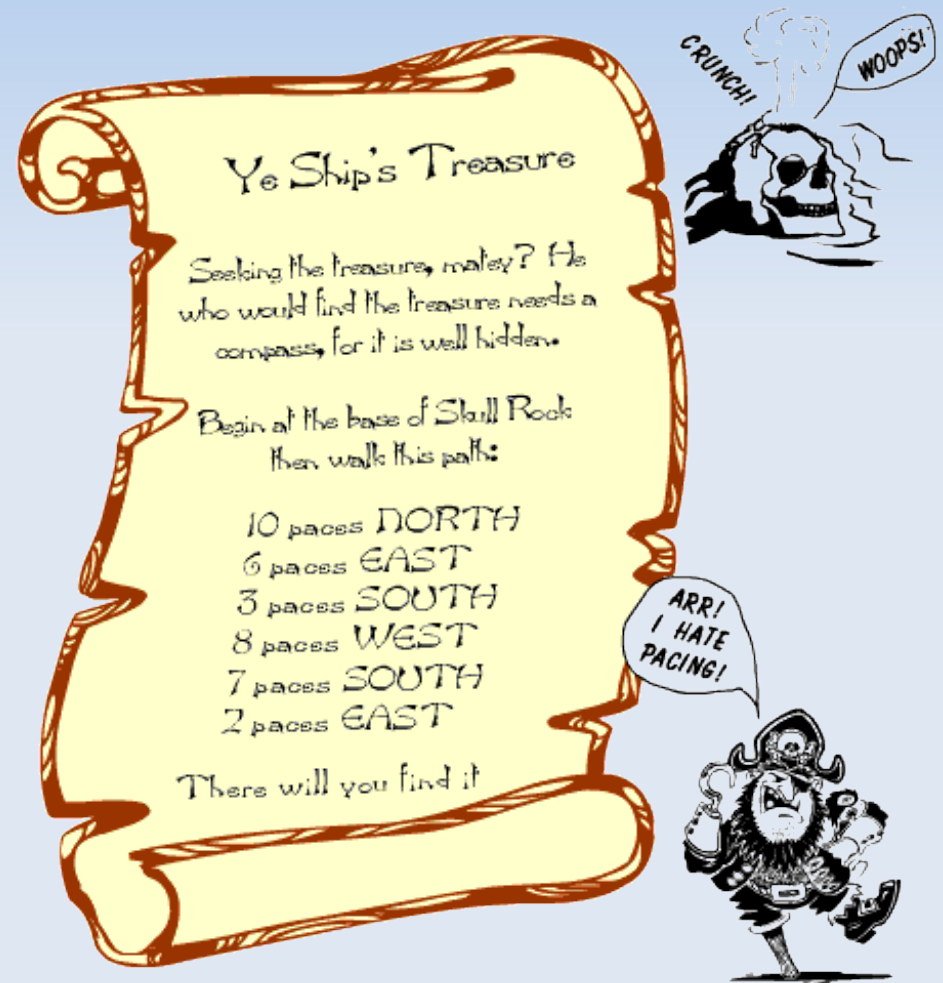 Ye Ship's Treasure
Seeking the treasure, matey? He
who would find the treasure needs a
compass, for it is well hidden.
Begin at the base of Skull Rock
then walk this path:
10 paces NORTH
6 paces EAST
3 paces SOUTH
8 paces WEST
7 paces SOUTH
2 paces EAST
There will you find it
CRUNCH!
WOOPS!
ARR!
I HATE
PACING!